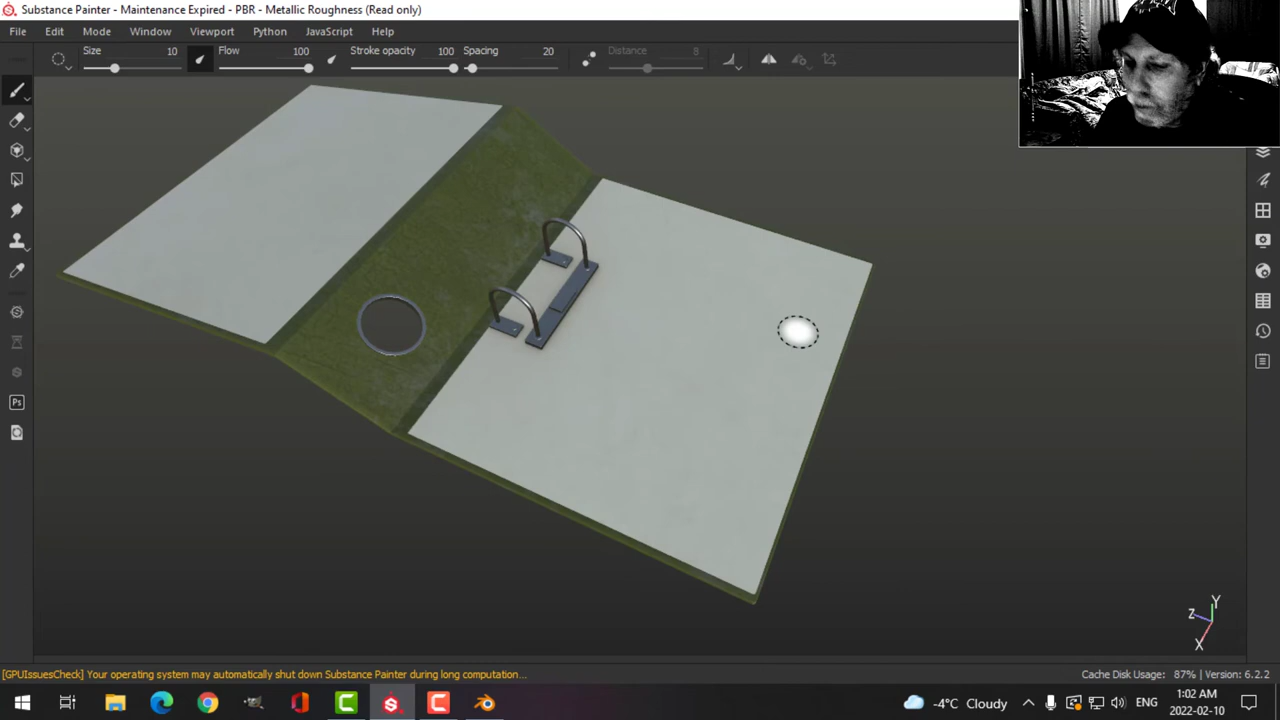 Substance Painter - Maintenance Expired - PBR - Metallic Roughness (Read only)
File Edit Mode Window Viewport Python JavaScript Help
Size 10 Flow 100 Stroke opacity 100 Spacing 20 Distance 8
Ps
Y
Z
X
[GPUIssuesCheck] Your operating system may automatically shut down Substance Painter during long computation...
Cache Disk Usage: 87% | Version: 6.2.2
-4°C Cloudy ENG 1:02 AM
2022-02-10